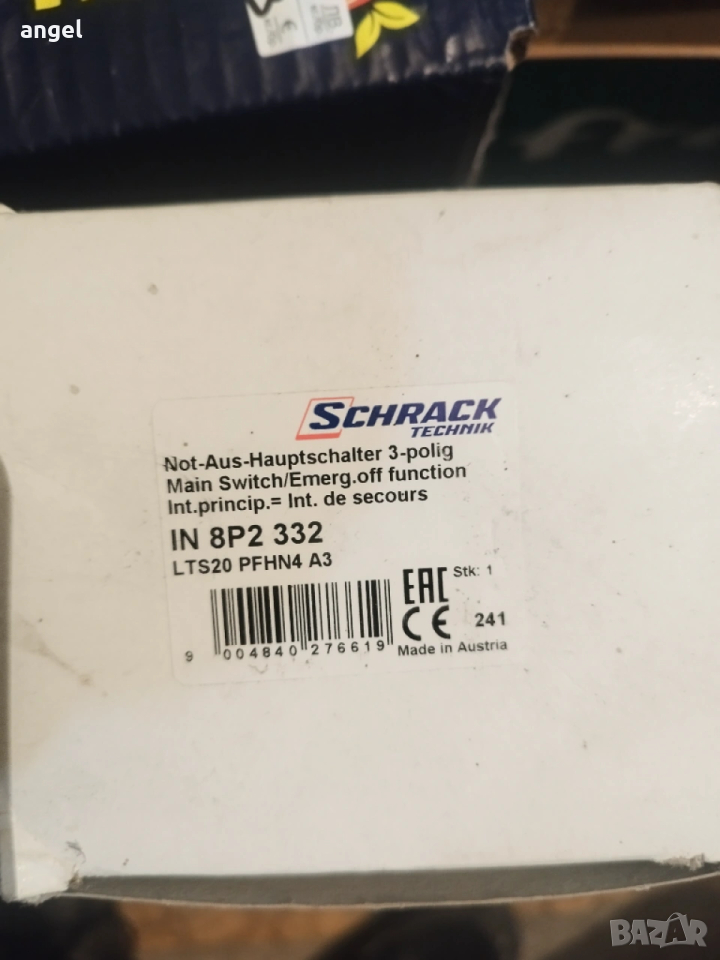 angel
SCHRACK
TECHNIK
Not-Aus-Hauptschalter 3-polig
Main Switch/Emerg.off function
Int.princip.= Int. de secours
IN 8P2 332
LTS20 PFHN4 A3
EAC Stk: 1
CE 241
9 004840 276619
Made in Austria
BAZAR